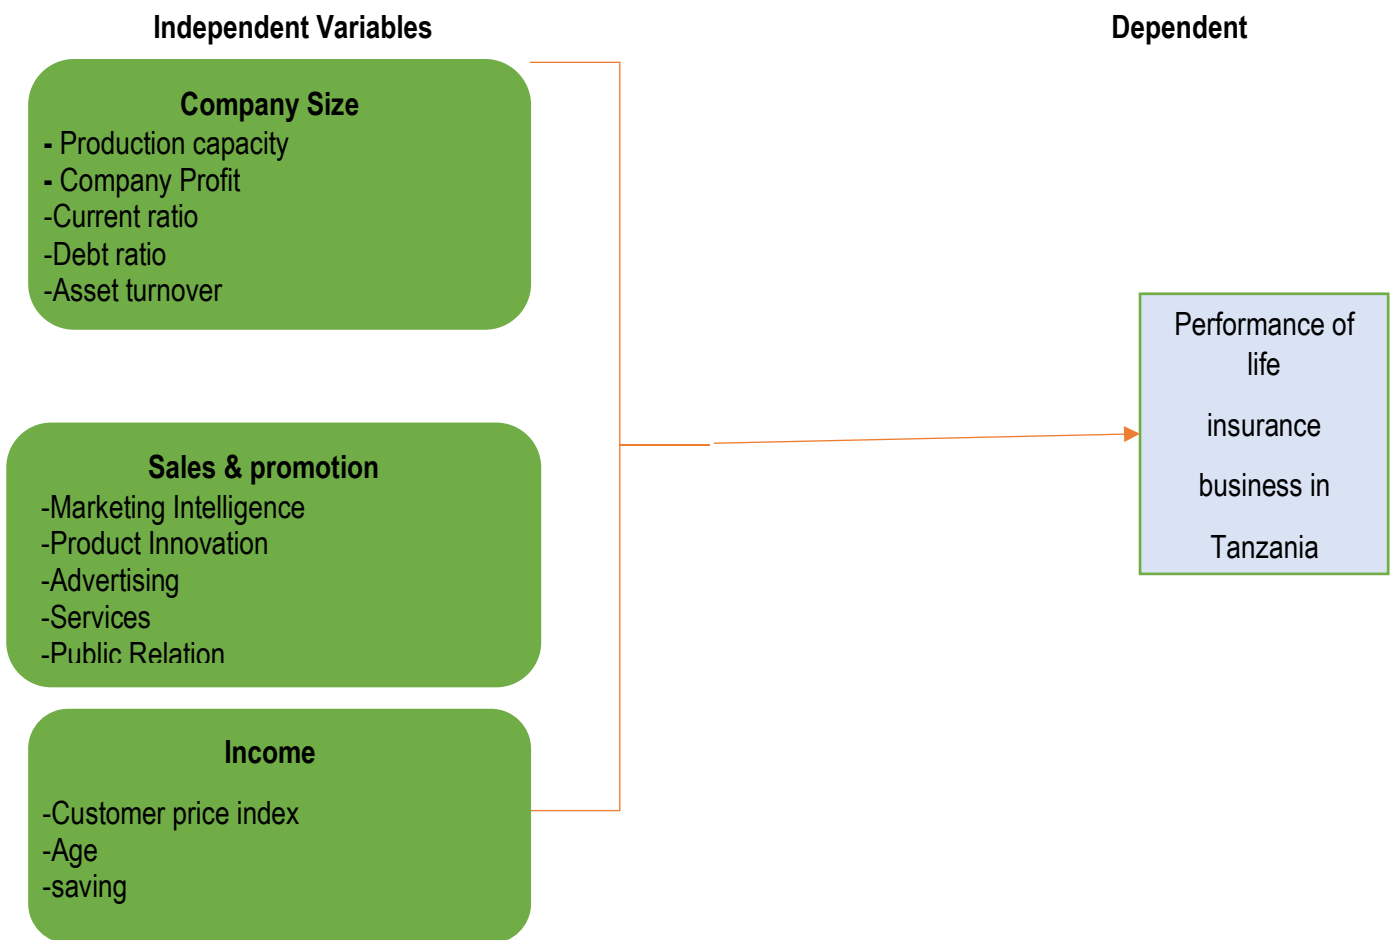 Independent Variables
Dependent
Company Size
- Production capacity
- Company Profit
-Current ratio
-Debt ratio
-Asset turnover
Sales & promotion
-Marketing Intelligence
-Product Innovation
-Advertising
-Services
-Public Relation
Income
-Customer price index
-Age
-saving
Performance of
life
insurance
business in
Tanzania